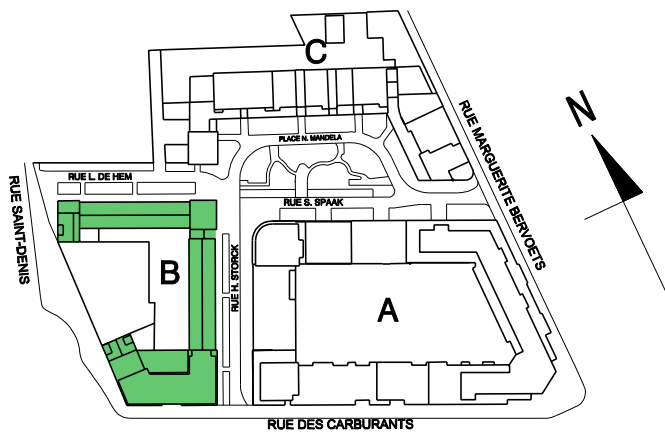 C
N
PLACE N. MANDELA
RUE MARGUERITE BERVOETS
RUE L. DE HEM
RUE SAINT-DENIS
RUE S. SPAAK
B
RUE H. STORCK
A
RUE DES CARBURANTS